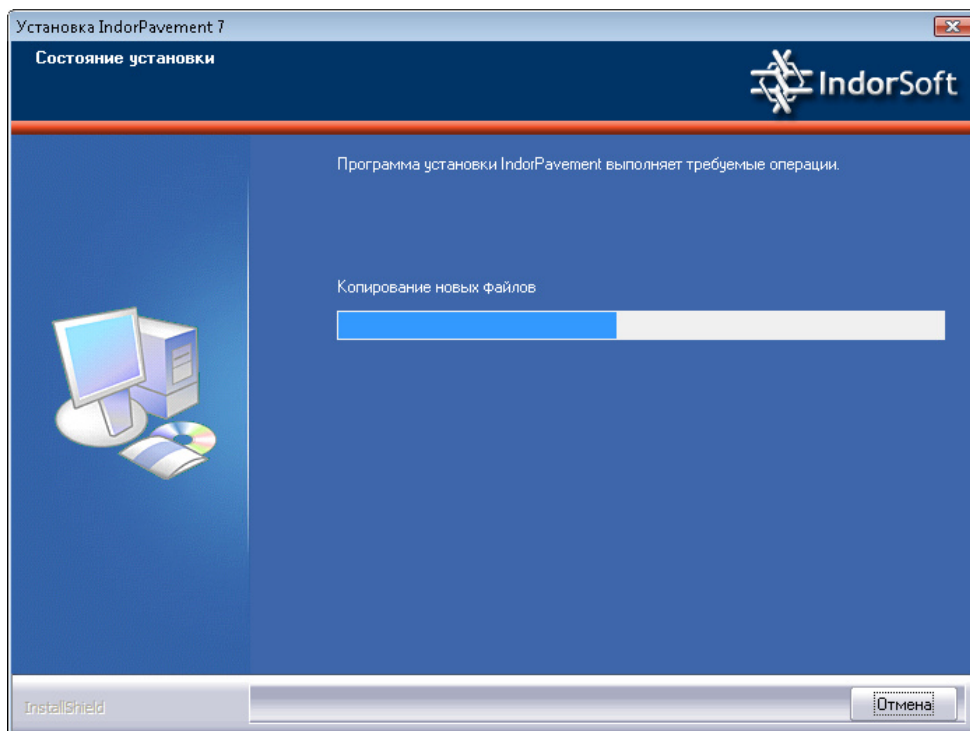 Установка IndorPavement 7
Состояние установки
IndorSoft
Программа установки IndorPavement выполняет требуемые операции.
Копирование новых файлов
InstallShield
Отмена